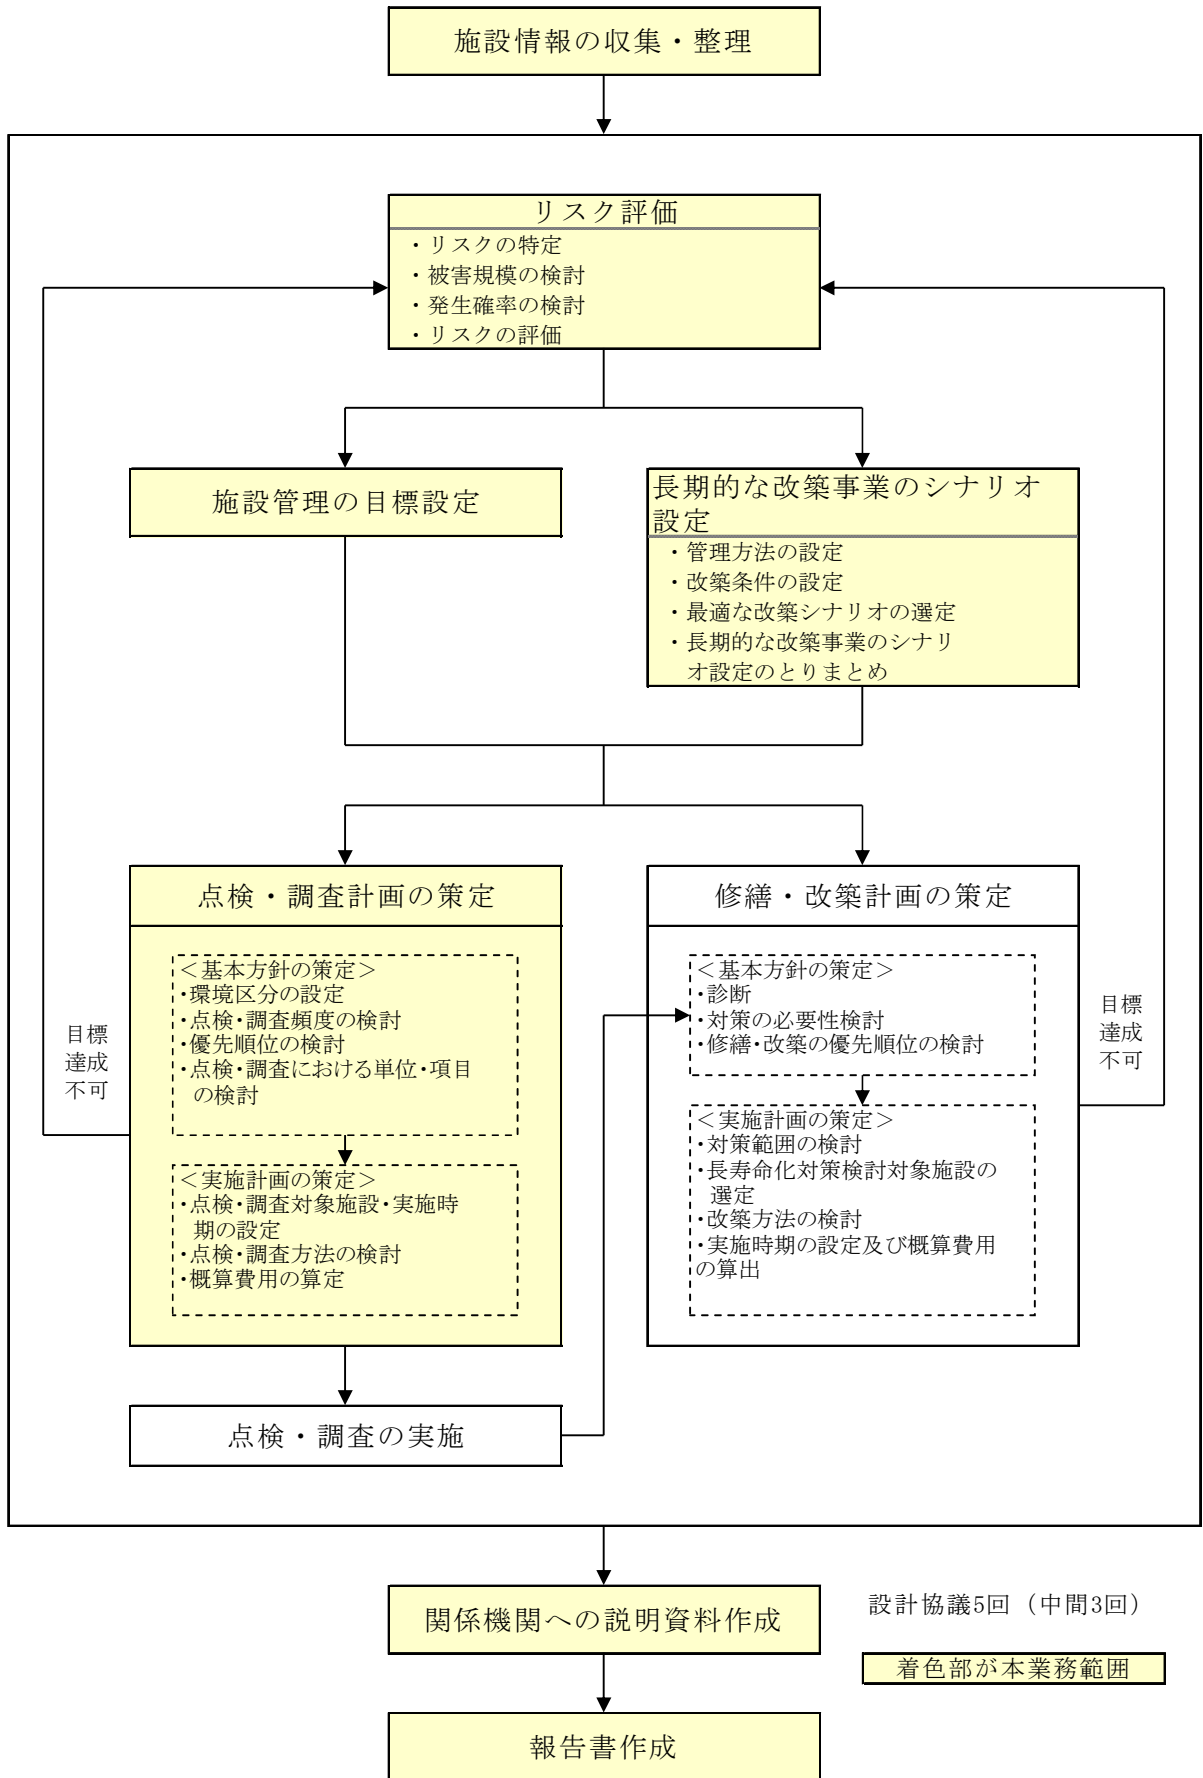 施設情報の収集・整理
リスク評価
・リスクの特定
・被害規模の検討
・発生確率の検討
・リスクの評価
施設管理の目標設定
長期的な改築事業のシナリオ
設定
・管理方法の設定
・改築条件の設定
・最適な改築シナリオの選定
・長期的な改築事業のシナリ
オ設定のとりまとめ
点検・調査計画の策定
＜基本方針の策定＞
・環境区分の設定
・点検・調査頻度の検討
・優先順位の検討
・点検・調査における単位・項目
の検討
＜実施計画の策定＞
・点検・調査対象施設・実施時
期の設定
・点検・調査方法の検討
・概算費用の算定
目標
達成
不可
修繕・改築計画の策定
＜基本方針の策定＞
・診断
・対策の必要性検討
・修繕・改築の優先順位の検討
＜実施計画の策定＞
・対策範囲の検討
・長寿命化対策検討対象施設の
選定
・改築方法の検討
・実施時期の設定及び概算費用
の算出
目標
達成
不可
点検・調査の実施
関係機関への説明資料作成
設計協議5回（中間3回）
着色部が本業務範囲
報告書作成